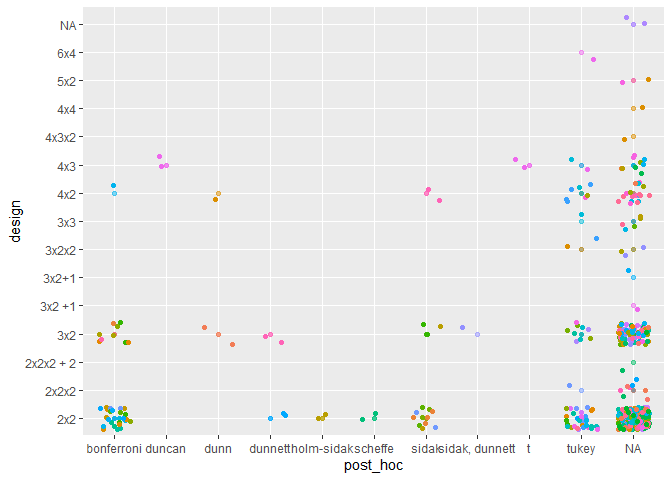 NA
6x4
5x2
4x4
4x3x2
4x3
4x2
3x3
3x2x2
3x2+1
3x2 +1
3x2
2x2x2 + 2
2x2x2
2x2
design
bonferroni duncan dunn dunnett holm-sidak scheffe sidak sidak, dunnett t tukey NA
post_hoc